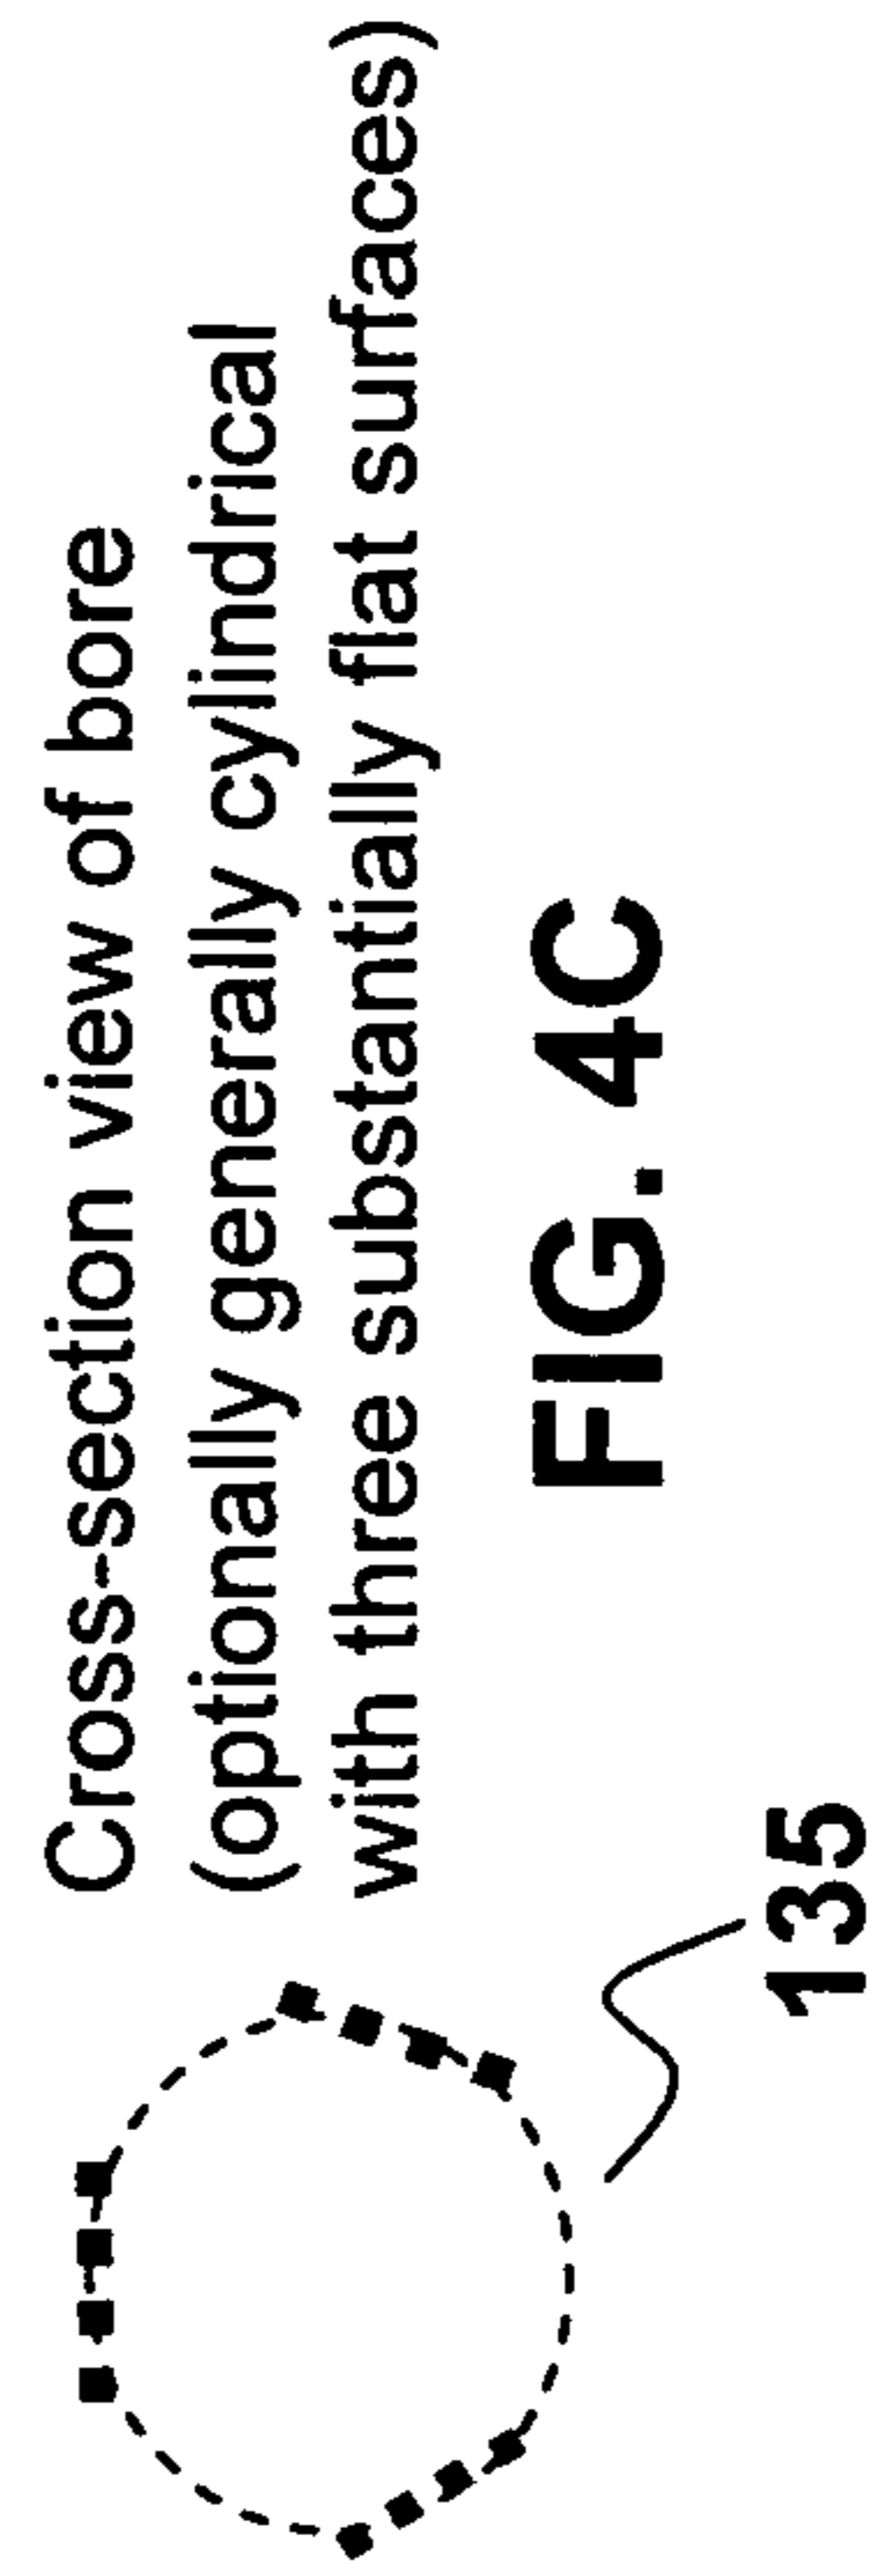 Cross-section view of bore
(optionally generally cylindrical
with three substantially flat surfaces)
FIG. 4C
135